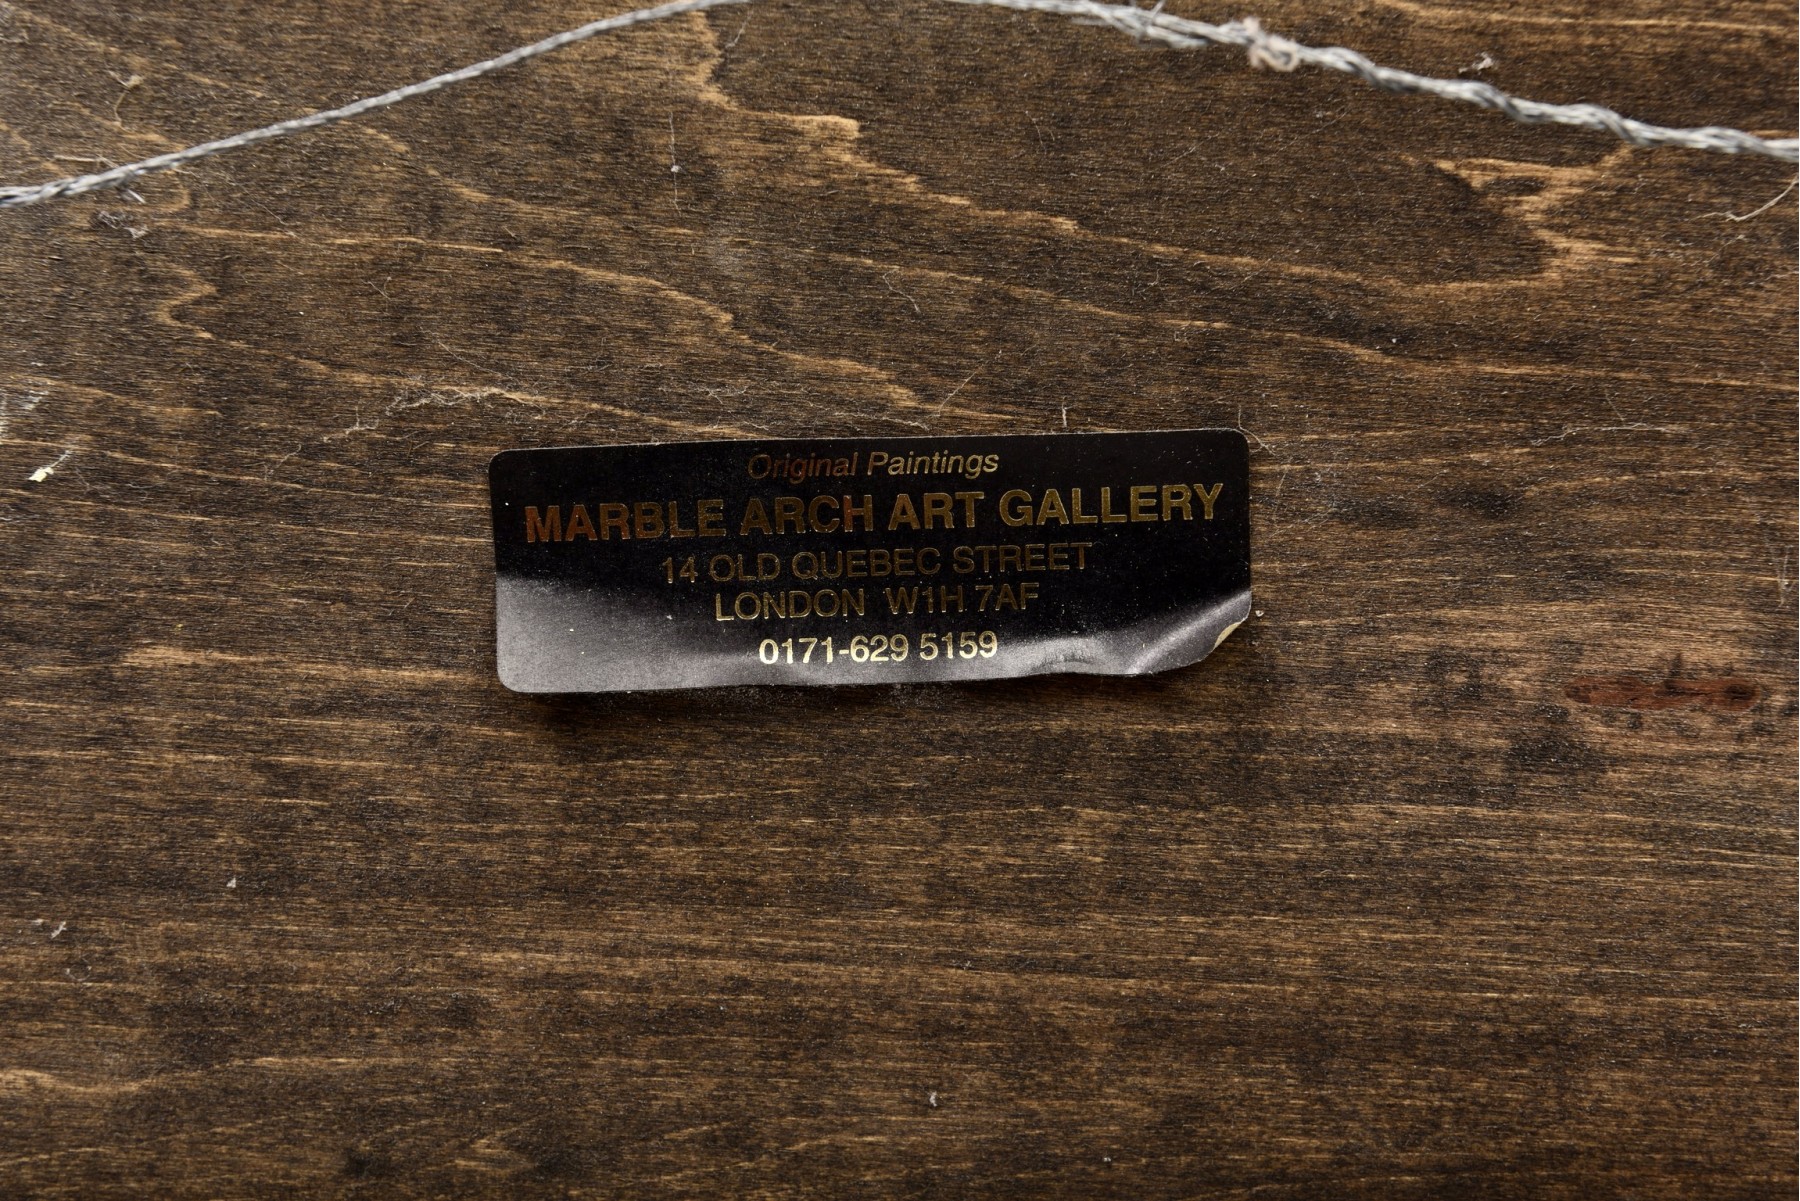 Original Paintings
MARBLE ARCH ART GALLERY
14 OLD QUEBEC STREET
LONDON W1H 7AF
0171-629 5159